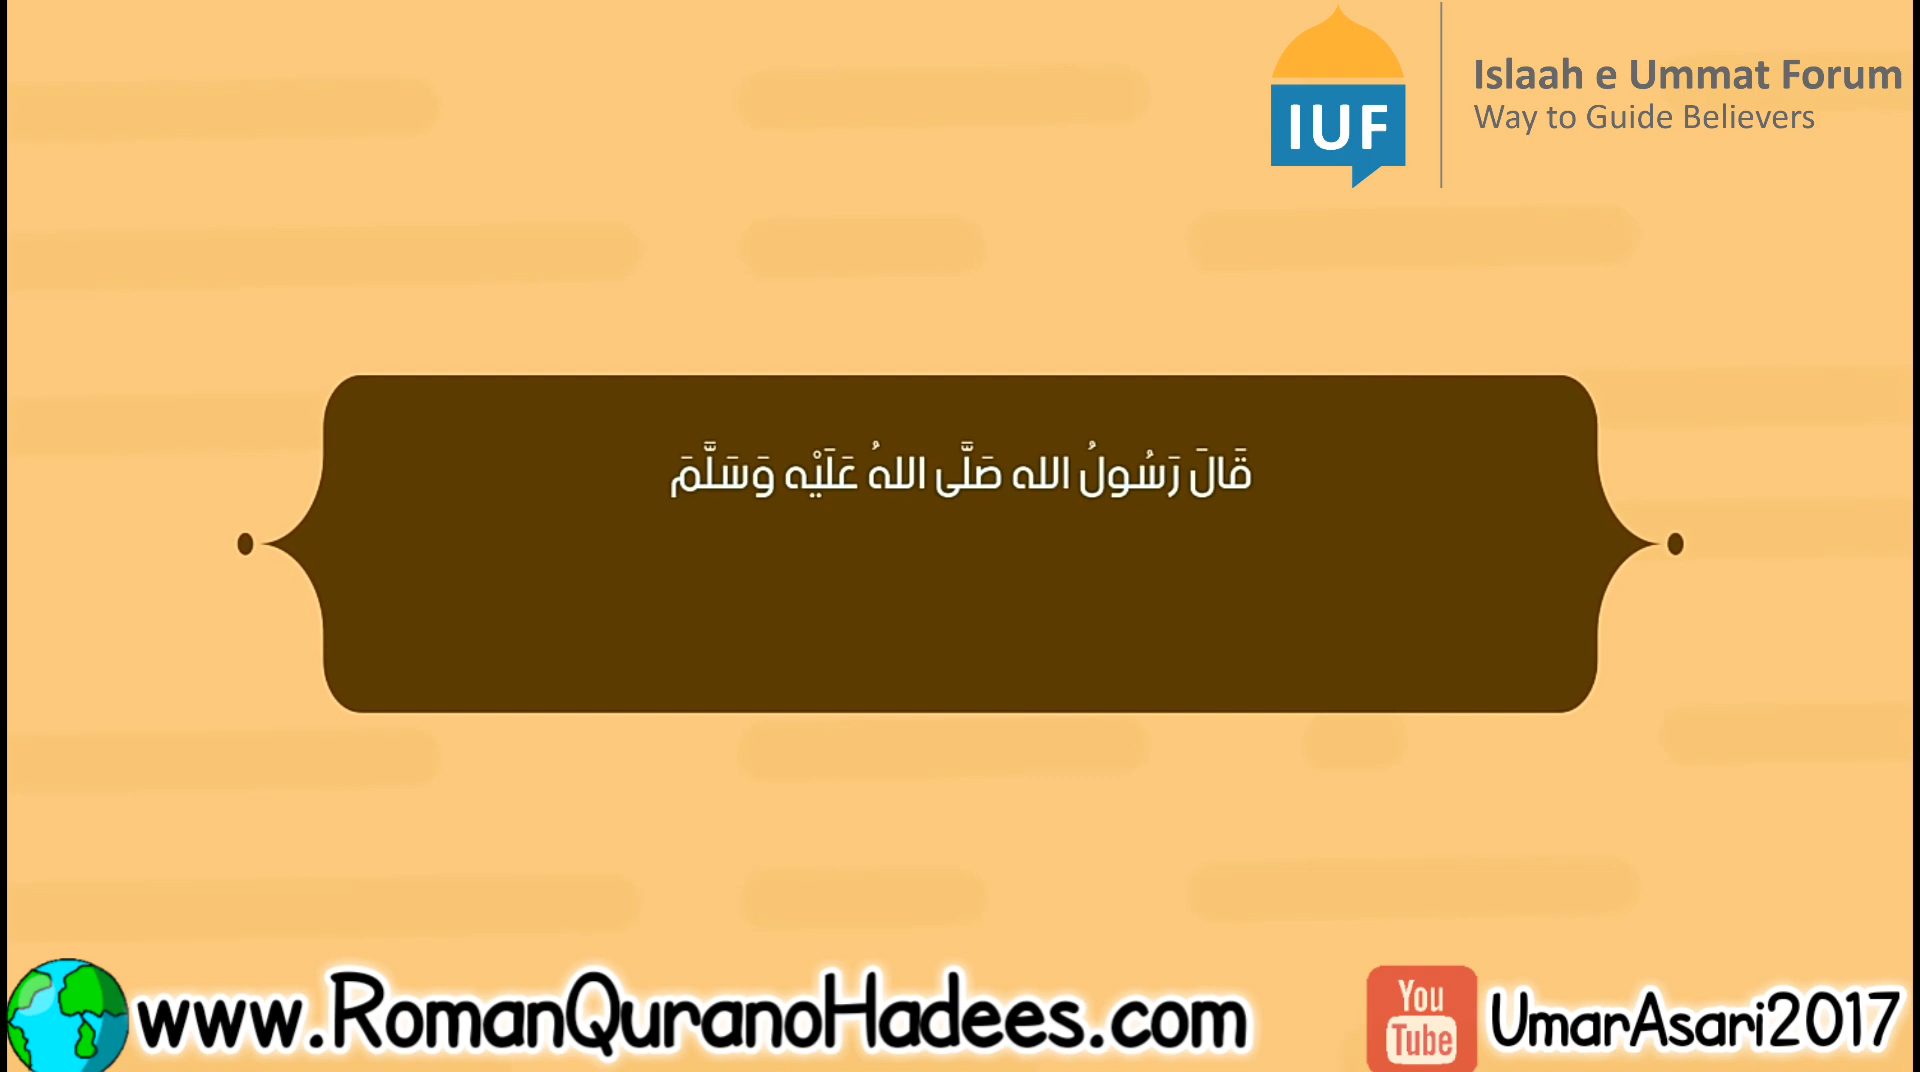 IUF
Islaah e Ummat Forum
Way to Guide Believers
قَالَ رَسُولُ الله صَلَّى اللهُ عَلَيْه وَسَلَّمَ
www.RomanQuranoHadees.com
You
Tube
UmarAsari2017